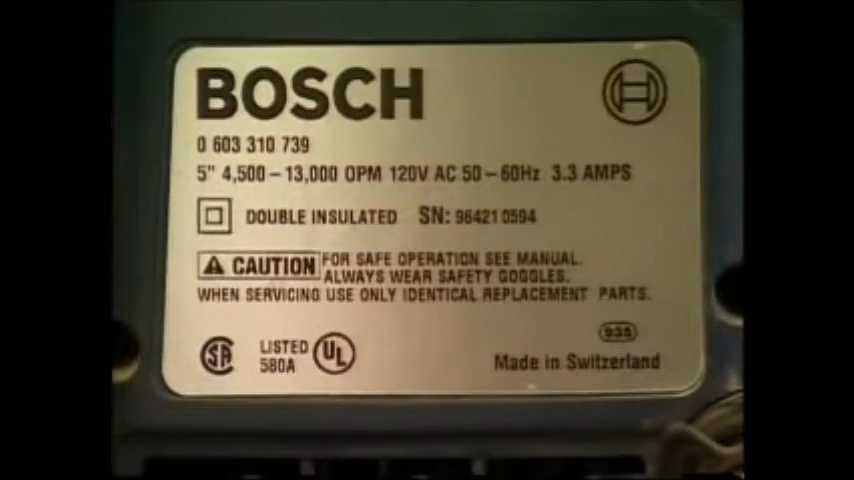 BOSCH
0 603 310 739
5" 4,500-13,000 OPM 120V AC 50-60Hz 3.3 AMPS
DOUBLE INSULATED SN: 964210594
CAUTION FOR SAFE OPERATION SEE MANUAL.
ALWAYS WEAR SAFETY GOGGLES.
WHEN SERVICING USE ONLY IDENTICAL REPLACEMENT PARTS.
935
SA LISTED UL
580A
Made in Switzerland